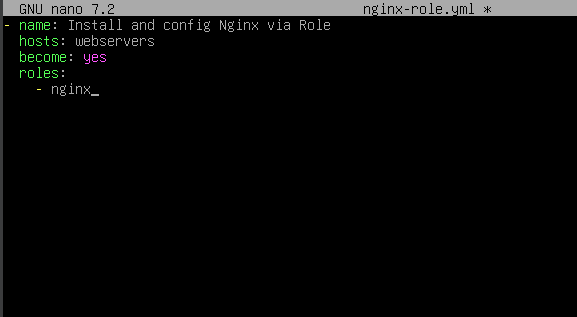 GNU nano 7.2 nginx-role.yml *
- name: Install and config Nginx via Role
  hosts: webservers
  become: yes
  roles:
    - nginx_